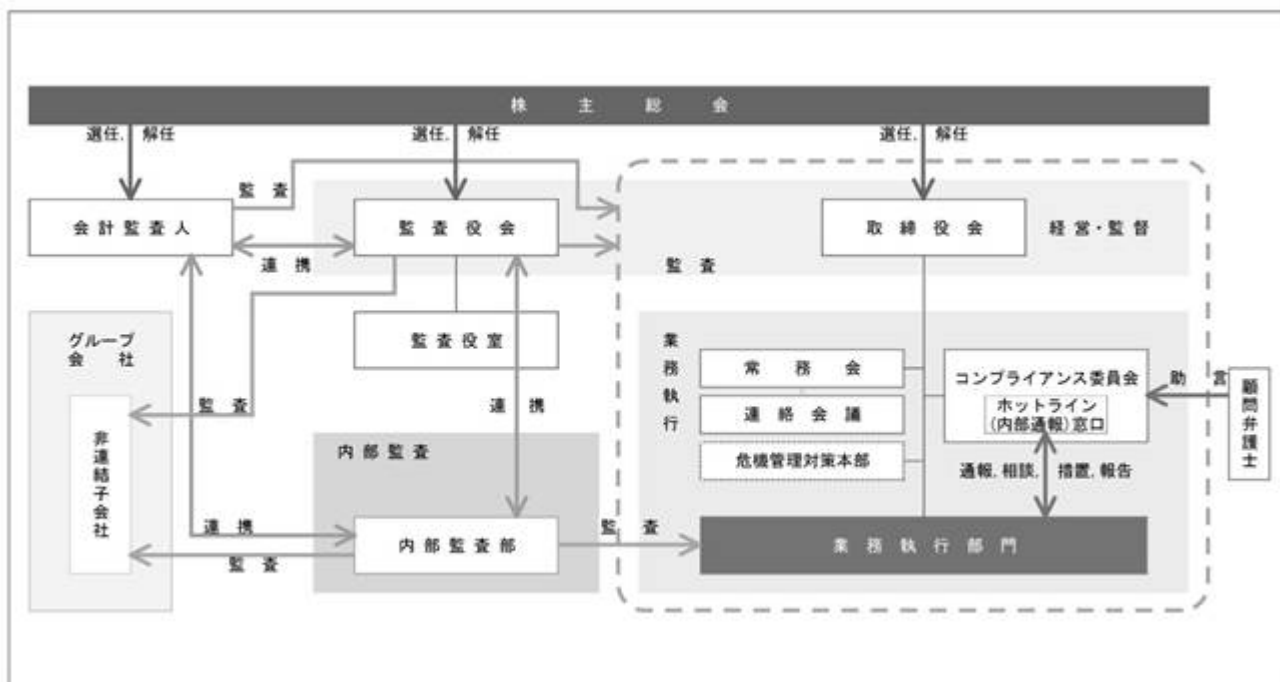 株主総会
選任, 解任
選任, 解任
選任, 解任
監査
会計監査人
監査役会
取締役会
経営・監督
連携
監査
グループ
会社
監査役室
業務執行
常務会
コンプライアンス委員会
助言
連絡会議
ホットライン
(内部通報)窓口
顧問弁護士
監査
連携
内部監査
危機管理対策本部
通報, 相談, 措置, 報告
非連結子会社
連携
内部監査部
監査
業務執行部門
監査